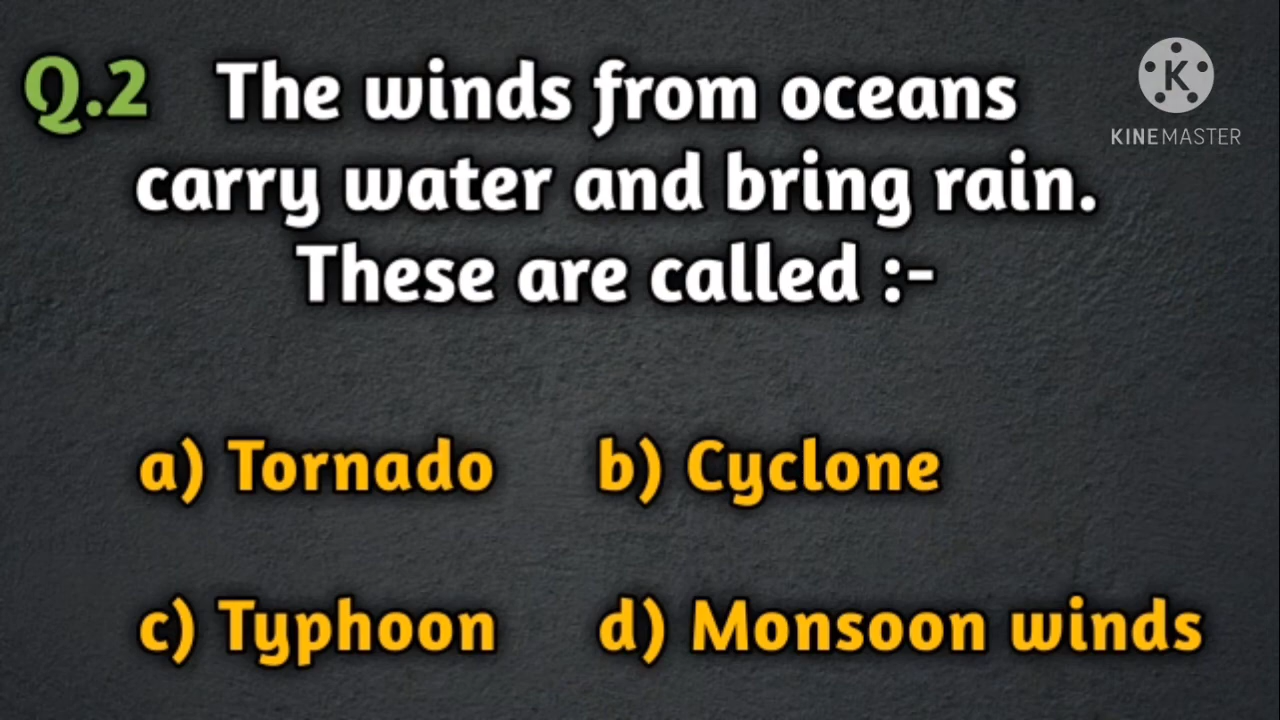 Q.2 The winds from oceans
carry water and bring rain.
These are called :-
a) Tornado b) Cyclone
c) Typhoon d) Monsoon winds
K
KINEMASTER